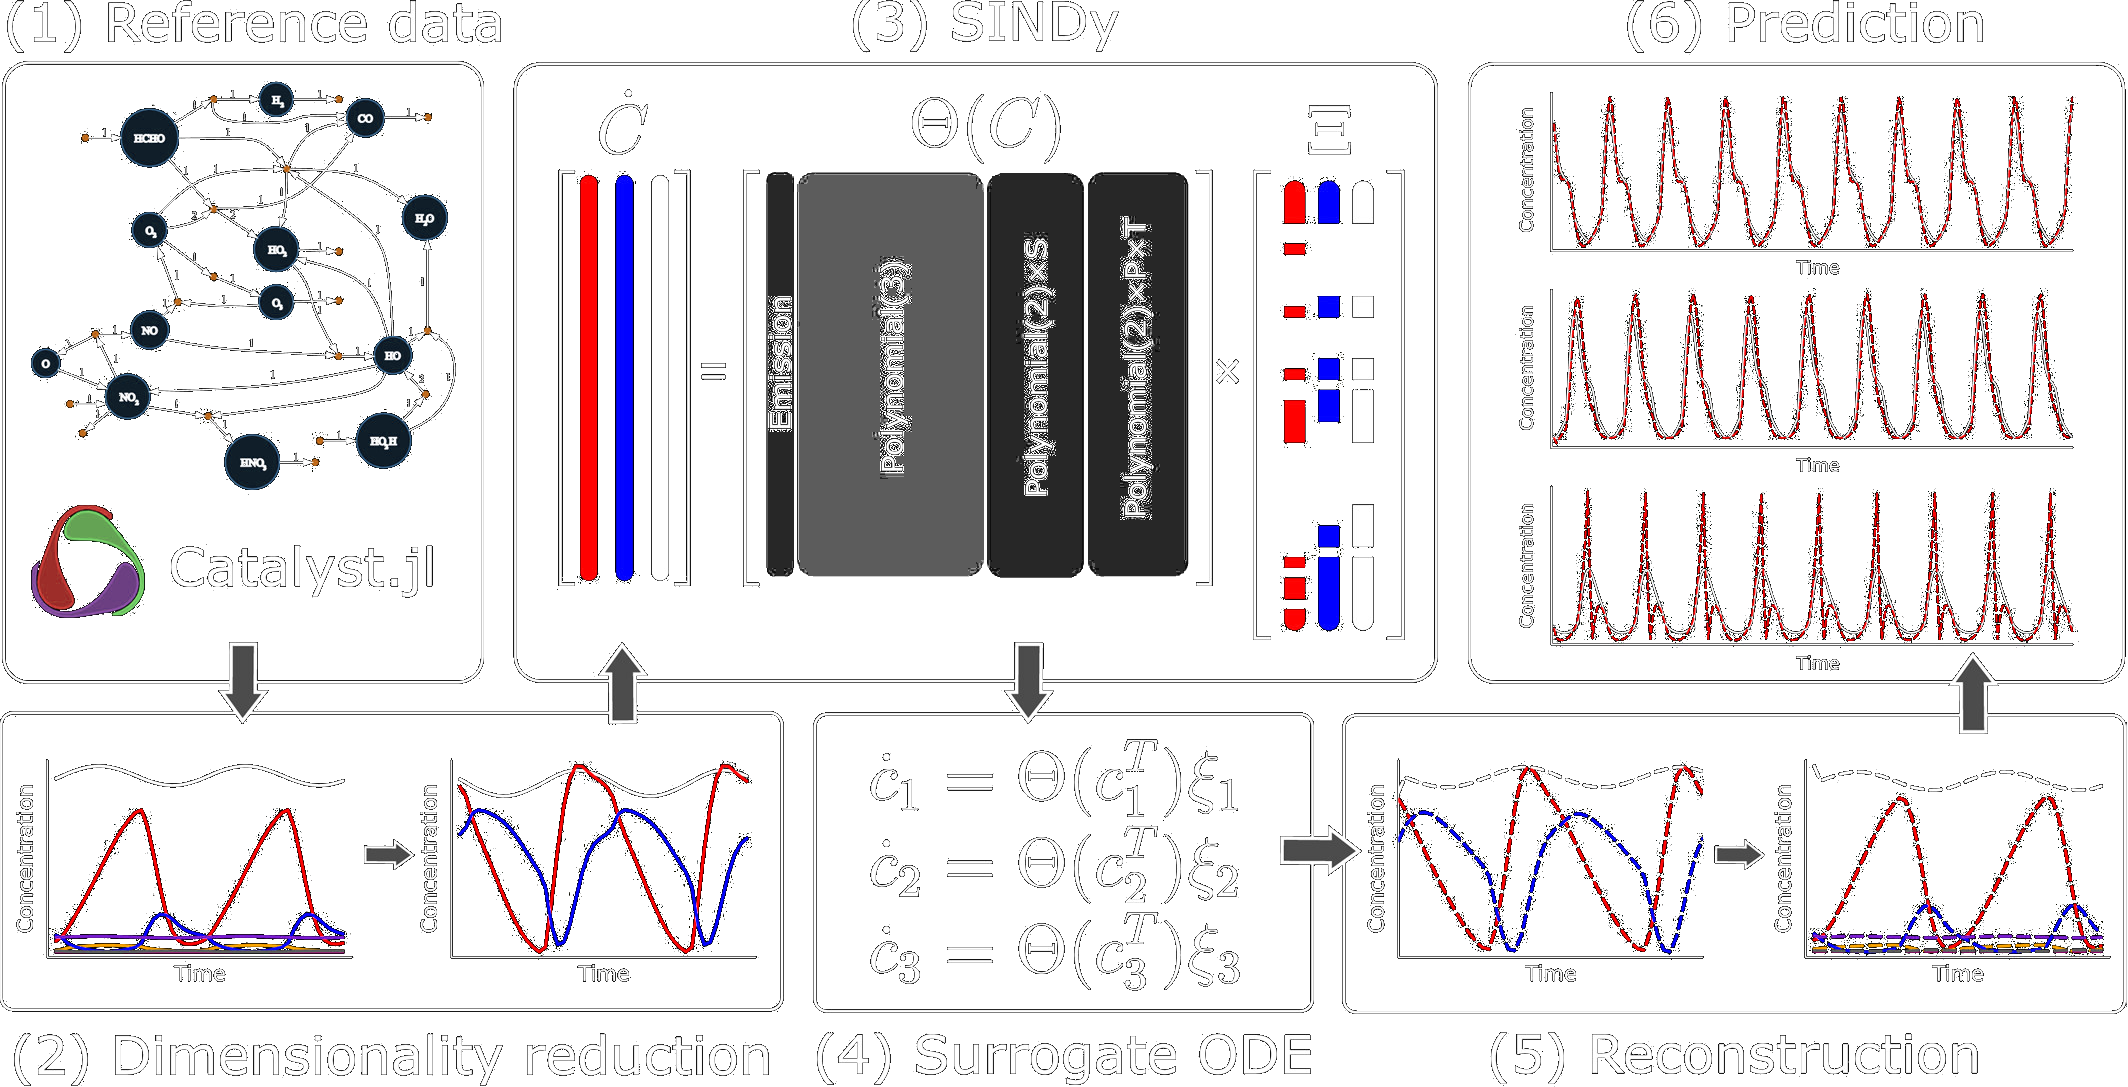 (1) Reference data
(3) SINDy
(6) Prediction
HCHO
H₂
CO
O₃
HO₂
H₂O
NO
HO
O
NO₂
HO₂H
Catalyst.jl
Ċ
Θ(C)
Ξ
=
×
Emission
Polynomial(3)
Polynomial(2)×S
Polynomial(2)×P×T
Concentration
Time
Concentration
Time
Concentration
Time
Concentration
Time
Concentration
Time
ċ₁ = Θ(c₁ᵀ)ξ₁
ċ₂ = Θ(c₂ᵀ)ξ₂
ċ₃ = Θ(c₃ᵀ)ξ₃
Concentration
Time
Concentration
Time
(2) Dimensionality reduction
(4) Surrogate ODE
(5) Reconstruction